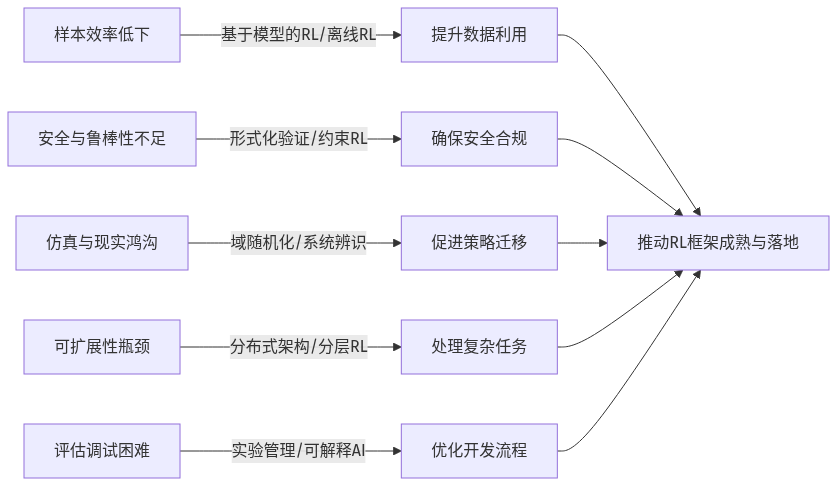 样本效率低下
基于模型的RL/离线RL
提升数据利用
安全与鲁棒性不足
形式化验证/约束RL
确保安全合规
仿真与现实鸿沟
域随机化/系统辨识
促进策略迁移
推动RL框架成熟与落地
可扩展性瓶颈
分布式架构/分层RL
处理复杂任务
评估调试困难
实验管理/可解释AI
优化开发流程